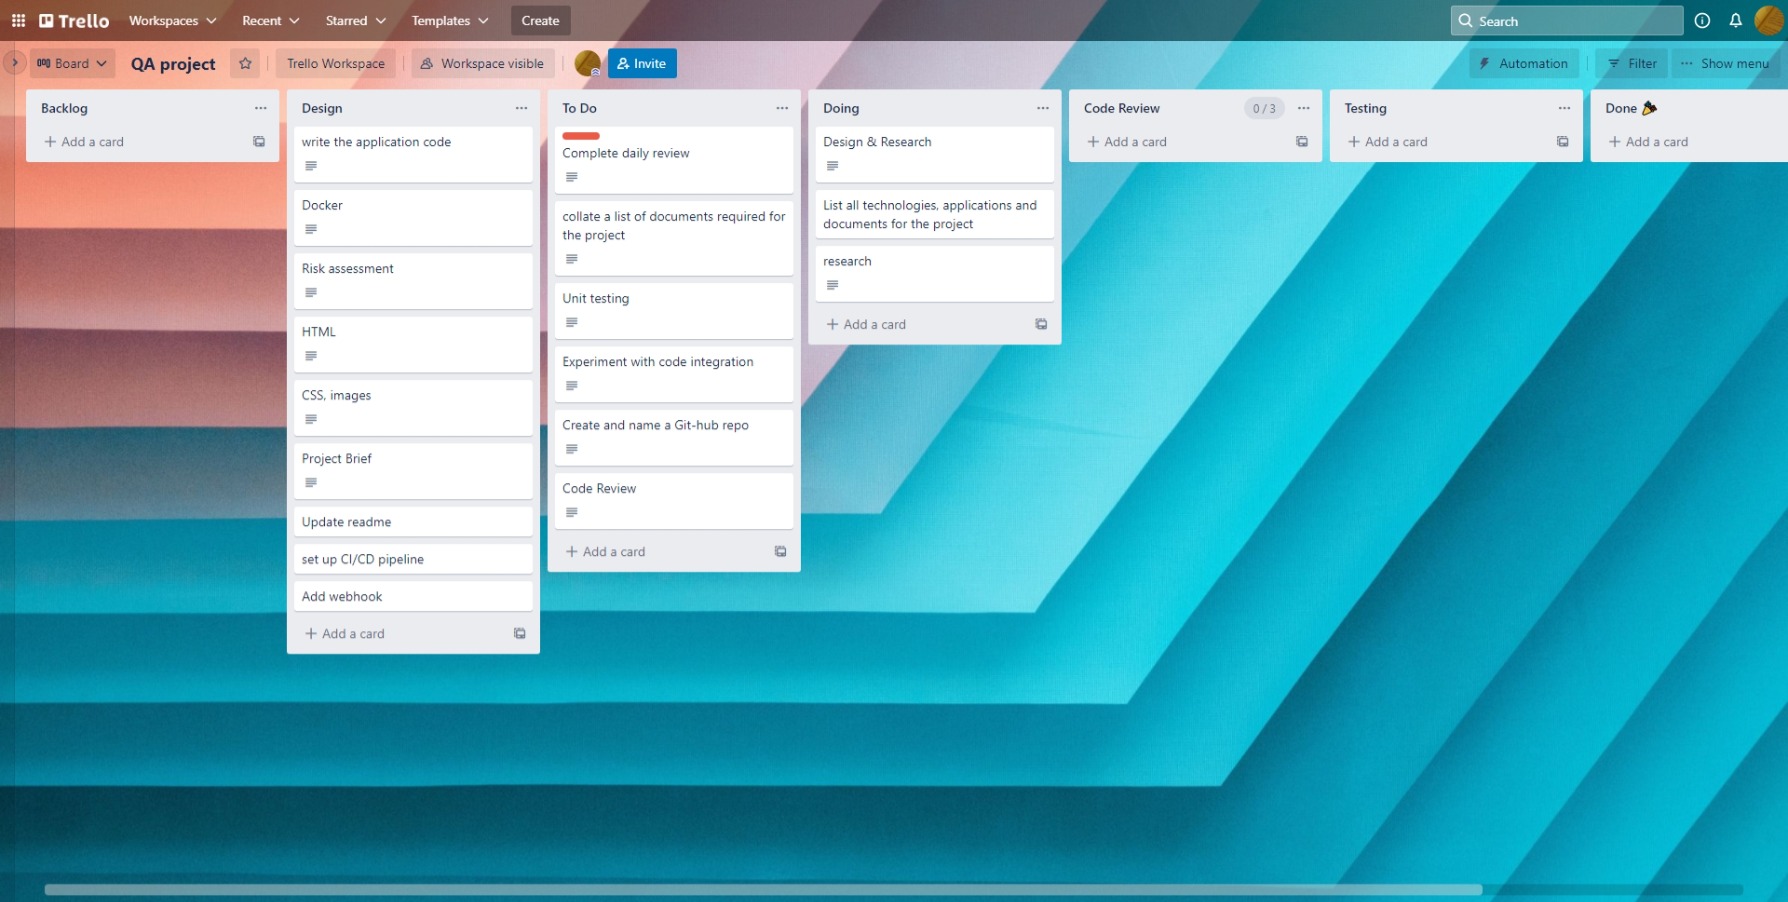 Trello
Workspaces
Recent
Starred
Templates
Create
Search
Board
QA project
Trello Workspace
Workspace visible
Invite
Automation
Filter
Show menu
Backlog
Add a card
Design
write the application code
Docker
Risk assessment
HTML
CSS, images
Project Brief
Update readme
set up CI/CD pipeline
Add webhook
Add a card
To Do
Complete daily review
collate a list of documents required for
the project
Unit testing
Experiment with code integration
Create and name a Git-hub repo
Code Review
Add a card
Doing
Design & Research
List all technologies, applications and
documents for the project
research
Add a card
Code Review
0 / 3
Add a card
Testing
Add a card
Done 🎉
Add a card